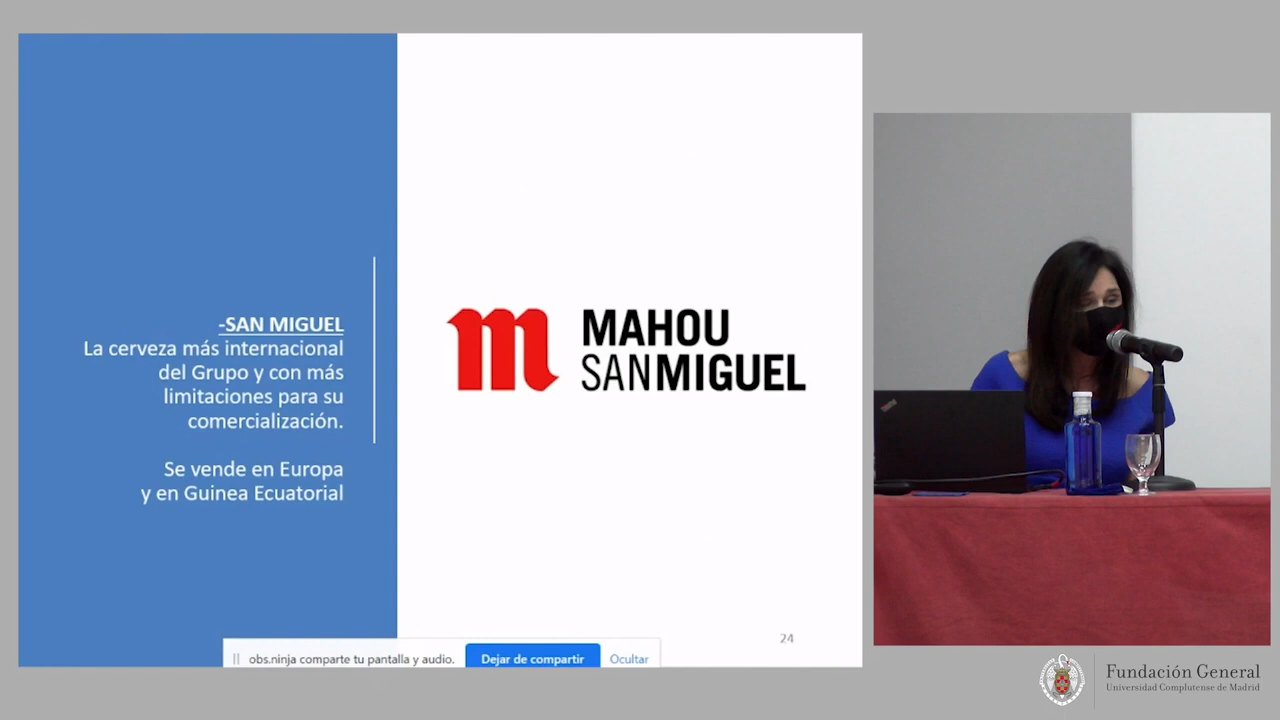 -SAN MIGUEL
La cerveza más internacional
del Grupo y con más
limitaciones para su
comercialización.
Se vende en Europa
y en Guinea Ecuatorial
m
MAHOU
SANMIGUEL
24
obs.ninja comparte tu pantalla y audio.
Dejar de compartir
Ocultar
Fundación General
Universidad Complutense de Madrid